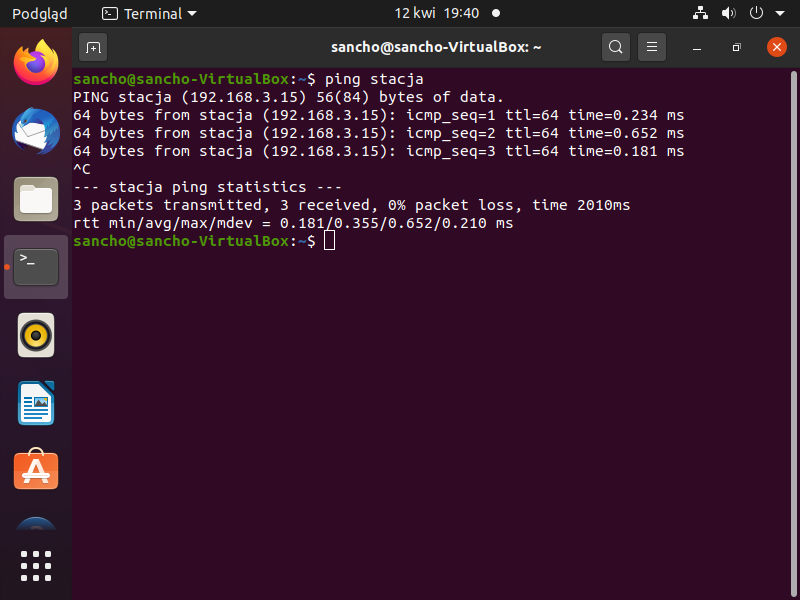 Podgląd
Terminal
12 kwi 19:40
sancho@sancho-VirtualBox: ~
sancho@sancho-VirtualBox:~$ ping stacja
PING stacja (192.168.3.15) 56(84) bytes of data.
64 bytes from stacja (192.168.3.15): icmp_seq=1 ttl=64 time=0.234 ms
64 bytes from stacja (192.168.3.15): icmp_seq=2 ttl=64 time=0.652 ms
64 bytes from stacja (192.168.3.15): icmp_seq=3 ttl=64 time=0.181 ms
^C
--- stacja ping statistics ---
3 packets transmitted, 3 received, 0% packet loss, time 2010ms
rtt min/avg/max/mdev = 0.181/0.355/0.652/0.210 ms
sancho@sancho-VirtualBox:~$